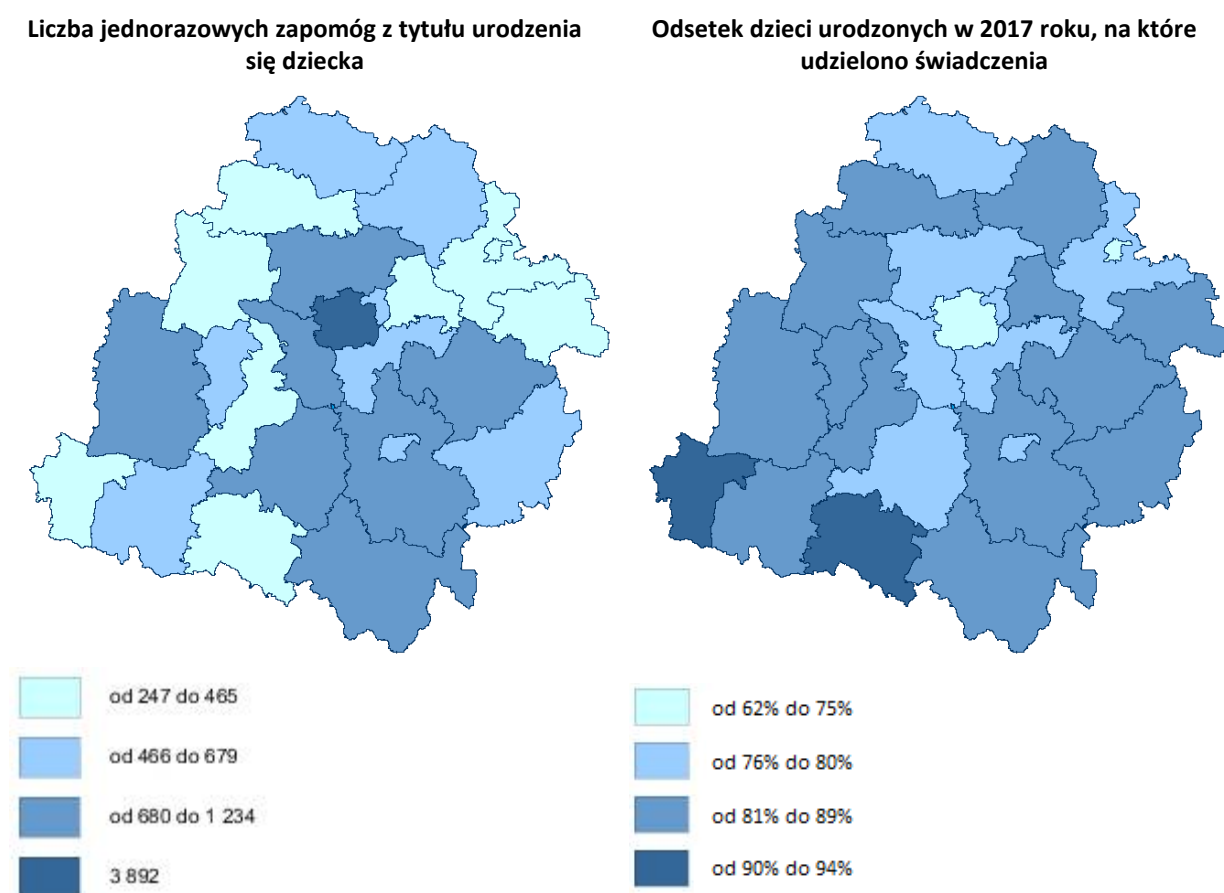 Liczba jednorazowych zapomóg z tytułu urodzenia
się dziecka
Odsetek dzieci urodzonych w 2017 roku, na które
udzielono świadczenia
od 247 do 465
od 466 do 679
od 680 do 1 234
3 892
od 62% do 75%
od 76% do 80%
od 81% do 89%
od 90% do 94%